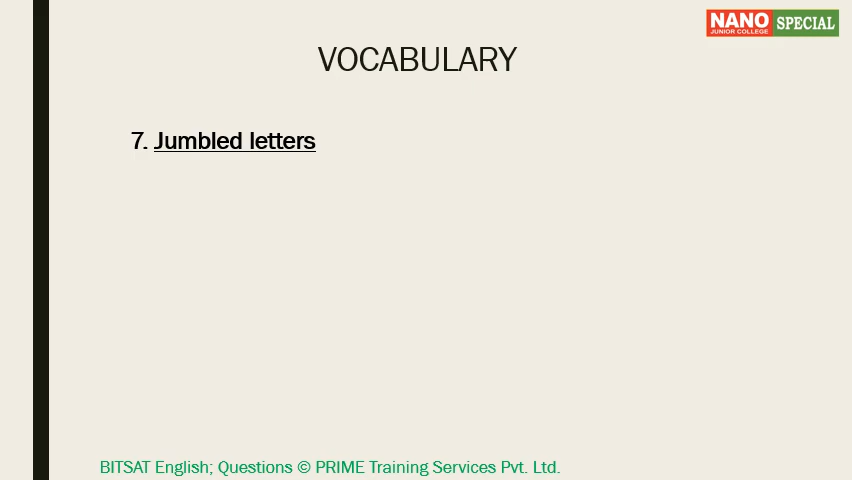 NANO SPECIAL
JUNIOR COLLEGE
VOCABULARY
7. Jumbled letters
BITSAT English; Questions © PRIME Training Services Pvt. Ltd.